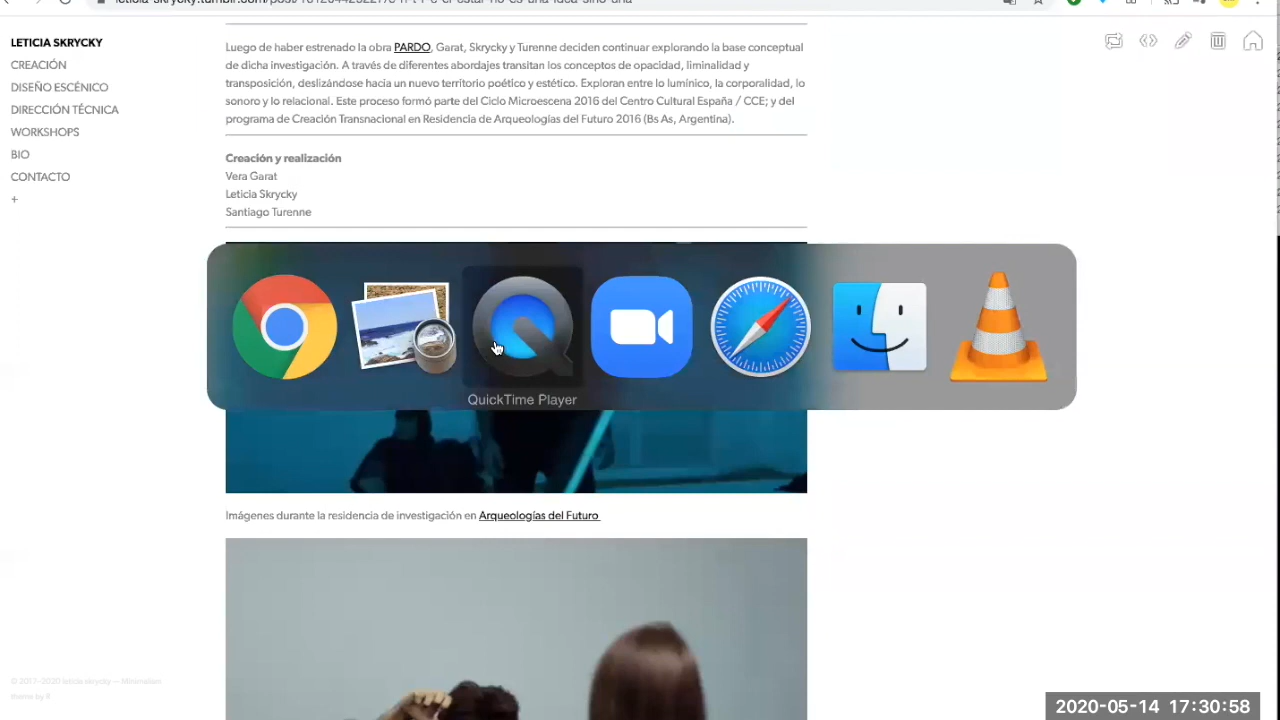 LETICIA SKRYCKY
CREACIÓN
DISEÑO ESCÉNICO
DIRECCIÓN TÉCNICA
WORKSHOPS
BIO
CONTACTO
+
Luego de haber estrenado la obra PARDO, Garat, Skrycky y Turenne deciden continuar explorando la base conceptual
de dicha investigación. A través de diferentes abordajes transitan los conceptos de opacidad, liminalidad y
transposición, deslizándose hacia un nuevo territorio poético y estético. Exploran entre lo lumínico, la corporalidad, lo
sonoro y lo relacional. Este proceso formó parte del Ciclo Microescena 2016 del Centro Cultural España / CCE; y del
programa de Creación Transnacional en Residencia de Arqueologías del Futuro 2016 (Bs As, Argentina).
Creación y realización
Vera Garat
Leticia Skrycky
Santiago Turenne
QuickTime Player
Imágenes durante la residencia de investigación en Arqueologías del Futuro
leticia skrycky — Minimalism
theme by
2020-05-14 17:30:58